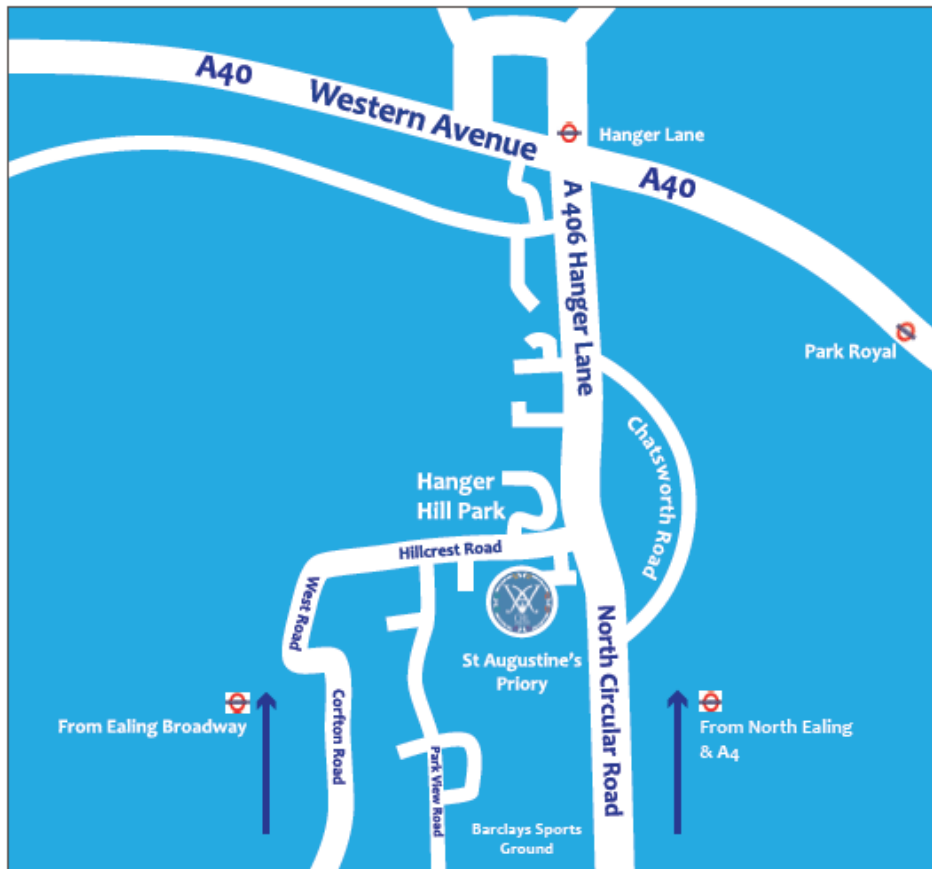 A40
Western Avenue
Hanger Lane
A40
A 406 Hanger Lane
Park Royal
Chatsworth Road
Hanger
Hill Park
Hillcrest Road
West Road
St Augustine's
Priory
North Circular Road
From Ealing Broadway
Corfton Road
From North Ealing
& A4
Park View Road
Barclays Sports
Ground